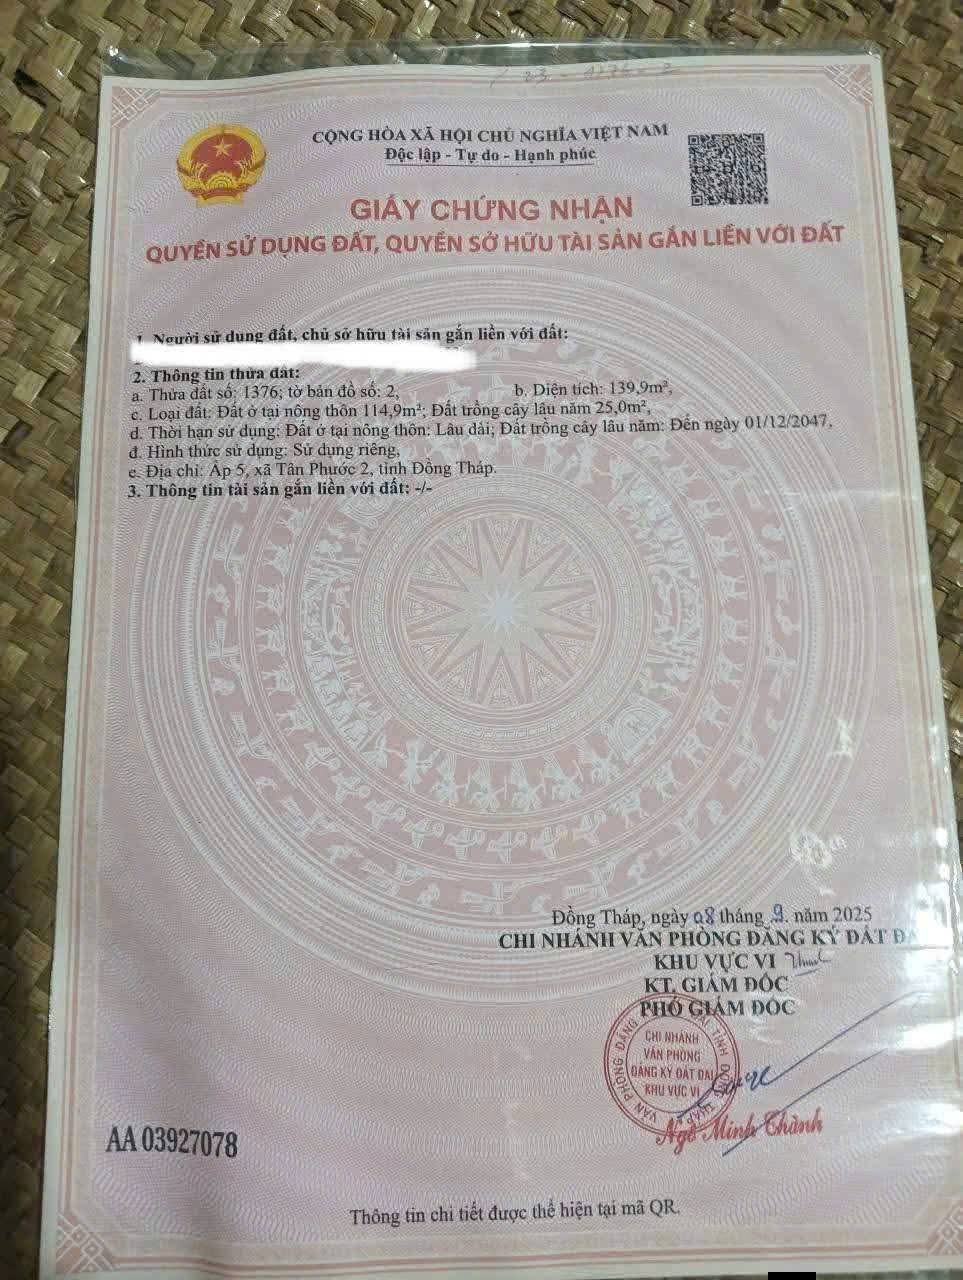 CỘNG HÒA XÃ HỘI CHỦ NGHĨA VIỆT NAM
Độc lập - Tự do - Hạnh phúc
GIẤY CHỨNG NHẬN
QUYỀN SỬ DỤNG ĐẤT, QUYỀN SỞ HỮU TÀI SẢN GẮN LIỀN VỚI ĐẤT
1. Người sử dụng đất, chủ sở hữu tài sản gắn liền với đất:
2. Thông tin thửa đất:
a. Thửa đất số: 1376; tờ bản đồ số: 2, b. Diện tích: 139,9m²,
c. Loại đất: Đất ở tại nông thôn 114,9m²; Đất trồng cây lâu năm 25,0m²,
d. Thời hạn sử dụng: Đất ở tại nông thôn: Lâu dài; Đất trồng cây lâu năm: Đến ngày 01/12/2047,
đ. Hình thức sử dụng: Sử dụng riêng,
e. Địa chỉ: Ấp 5, xã Tân Phước 2, tỉnh Đồng Tháp.
3. Thông tin tài sản gắn liền với đất: -/-
Đồng Tháp, ngày 08 tháng 9. năm 2025
CHI NHÁNH VĂN PHÒNG ĐĂNG KÝ ĐẤT ĐA
KHU VỰC VI
KT. GIÁM ĐỐC
PHÓ GIÁM ĐỐC
CHI NHÁNH
VĂN PHÒNG
ĐĂNG KÝ ĐẤT ĐAI
KHU VỰC VI
Ngô Minh Thành
AA 03927078
Thông tin chi tiết được thể hiện tại mã QR.